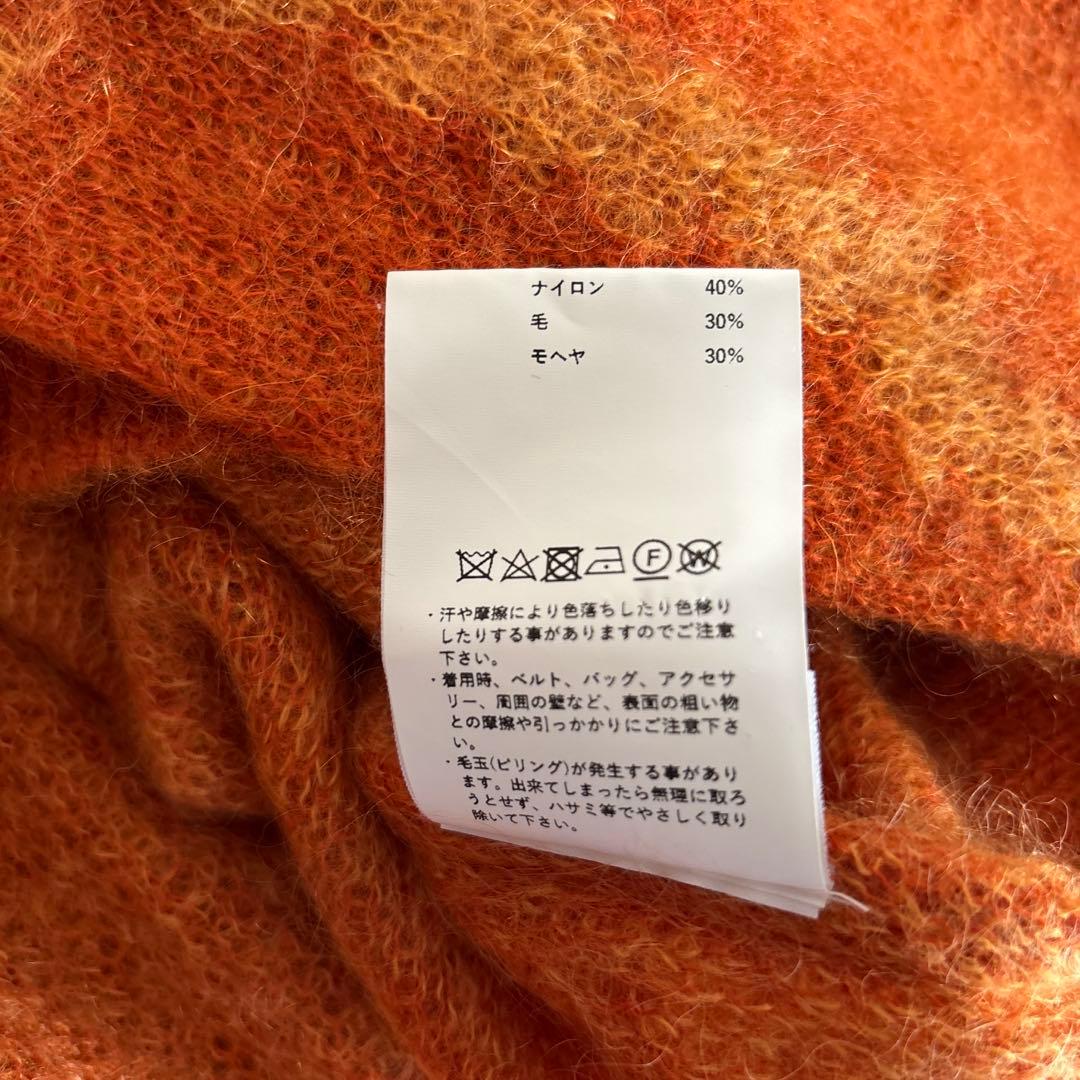 ナイロン 40%
毛 30%
モヘヤ 30%
F W
・汗や摩擦により色落ちしたり色移り
したりする事がありますのでご注意
下さい。
・着用時、ベルト、バッグ、アクセサ
リー、周囲の壁など、表面の粗い物
との摩擦や引っかかりにご注意下さ
い。
・毛玉(ピリング)が発生する事があり
ます。出来てしまったら無理に取ろ
うとせず、ハサミ等でやさしく取り
除いて下さい。